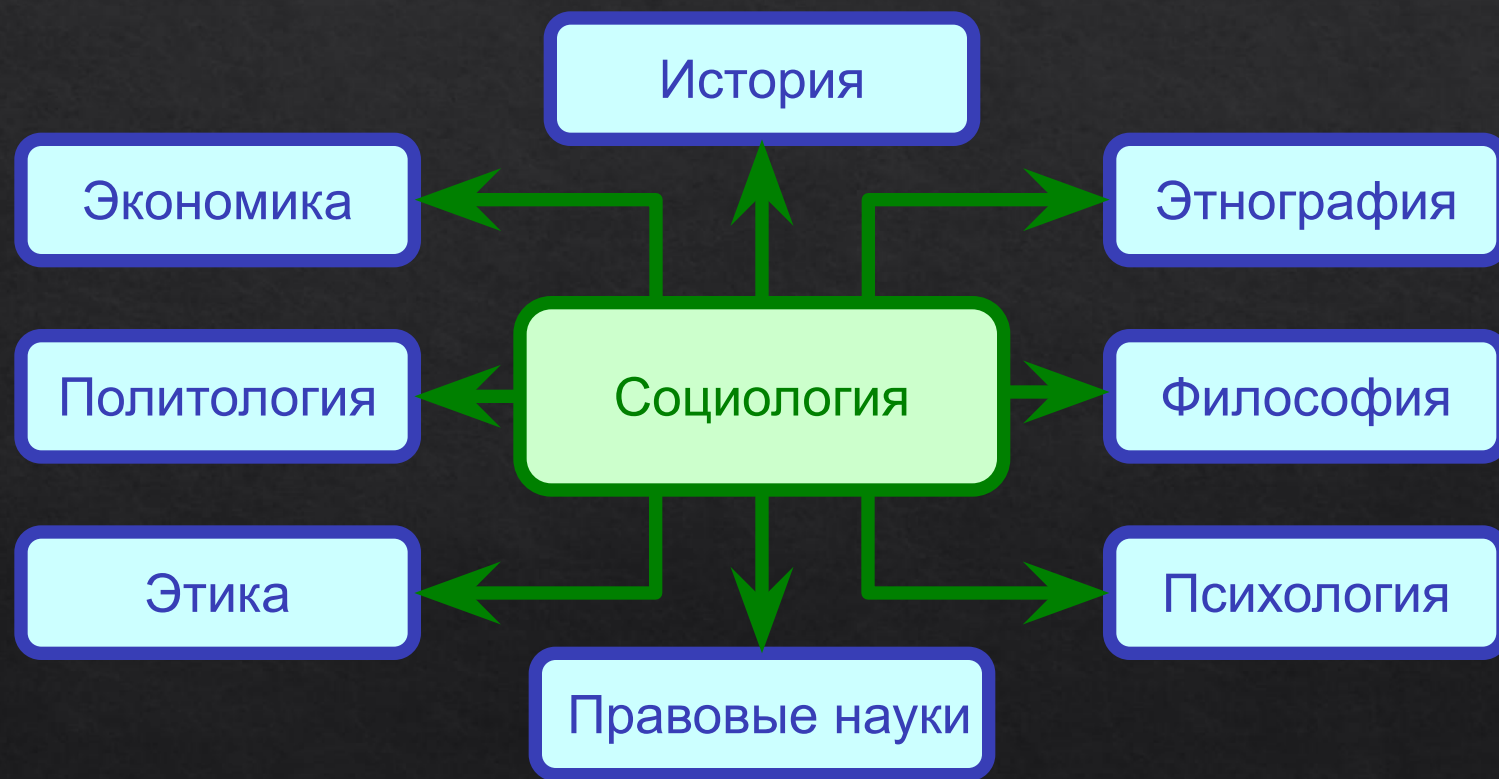 История
Экономика
Этнография
Политология
Социология
Философия
Этика
Психология
Правовые науки